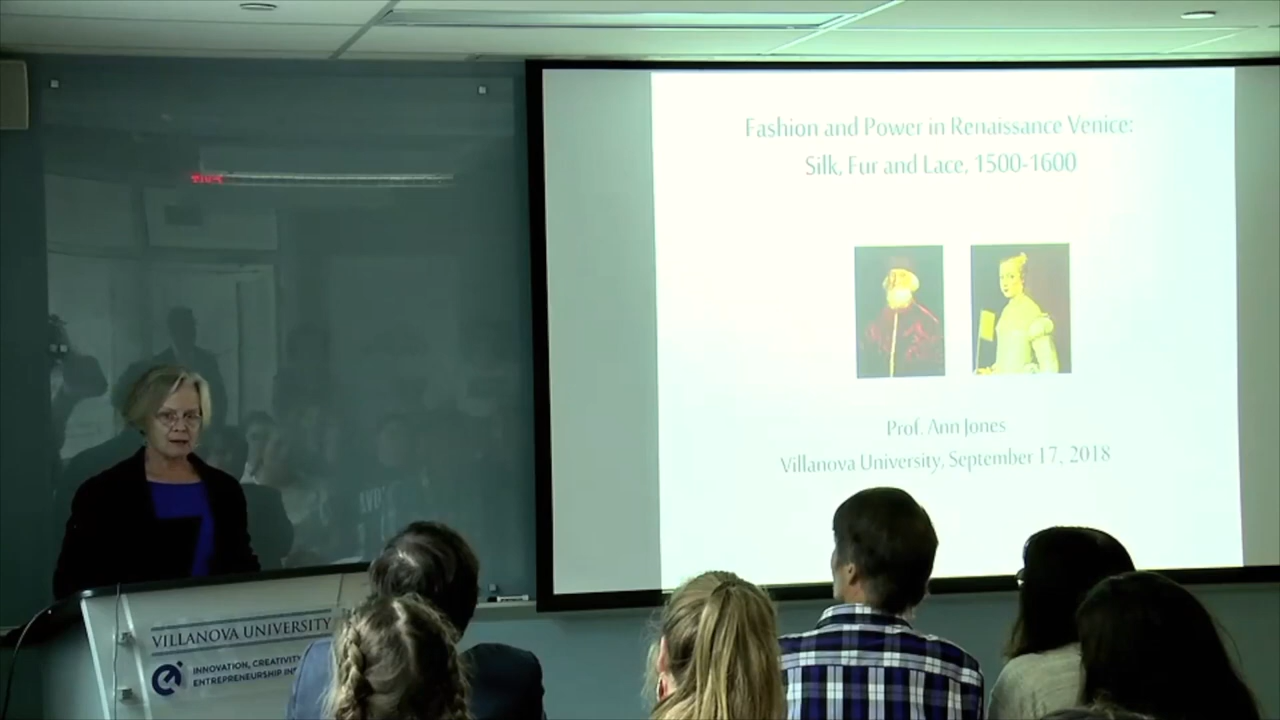 Fashion and Power in Renaissance Venice:
Silk, Fur and Lace, 1500-1600
Prof. Ann Jones
Villanova University, September 17, 2018
VILLANOVA UNIVERSITY
INNOVATION, CREATIVITY
ENTREPRENEURSHIP